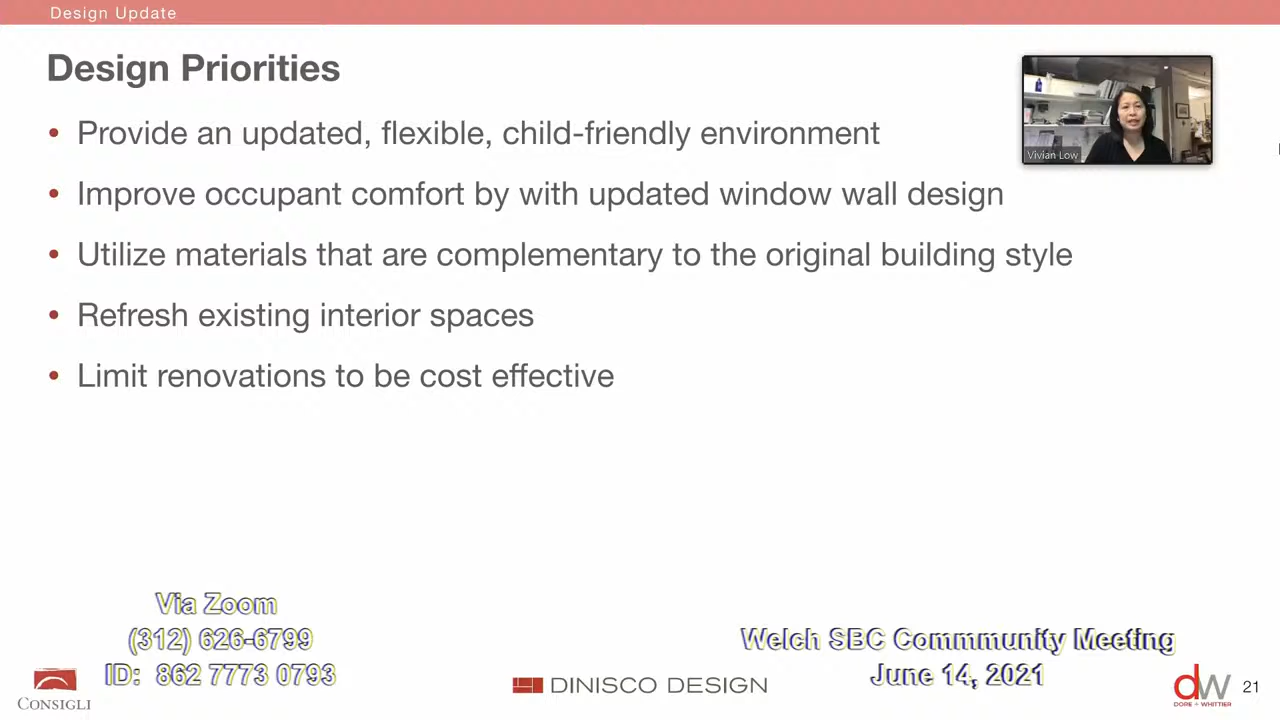 Design Update
Design Priorities
• Provide an updated, flexible, child-friendly environment
• Improve occupant comfort by with updated window wall design
• Utilize materials that are complementary to the original building style
• Refresh existing interior spaces
• Limit renovations to be cost effective
Vivian Low
Via Zoom
(312) 626-6799
ID: 862 7773 0793
Welch SBC Commmunity Meeting
June 14, 2021
CONSIGLI
DINISCO DESIGN
dw
DORE + WHITTIER
21